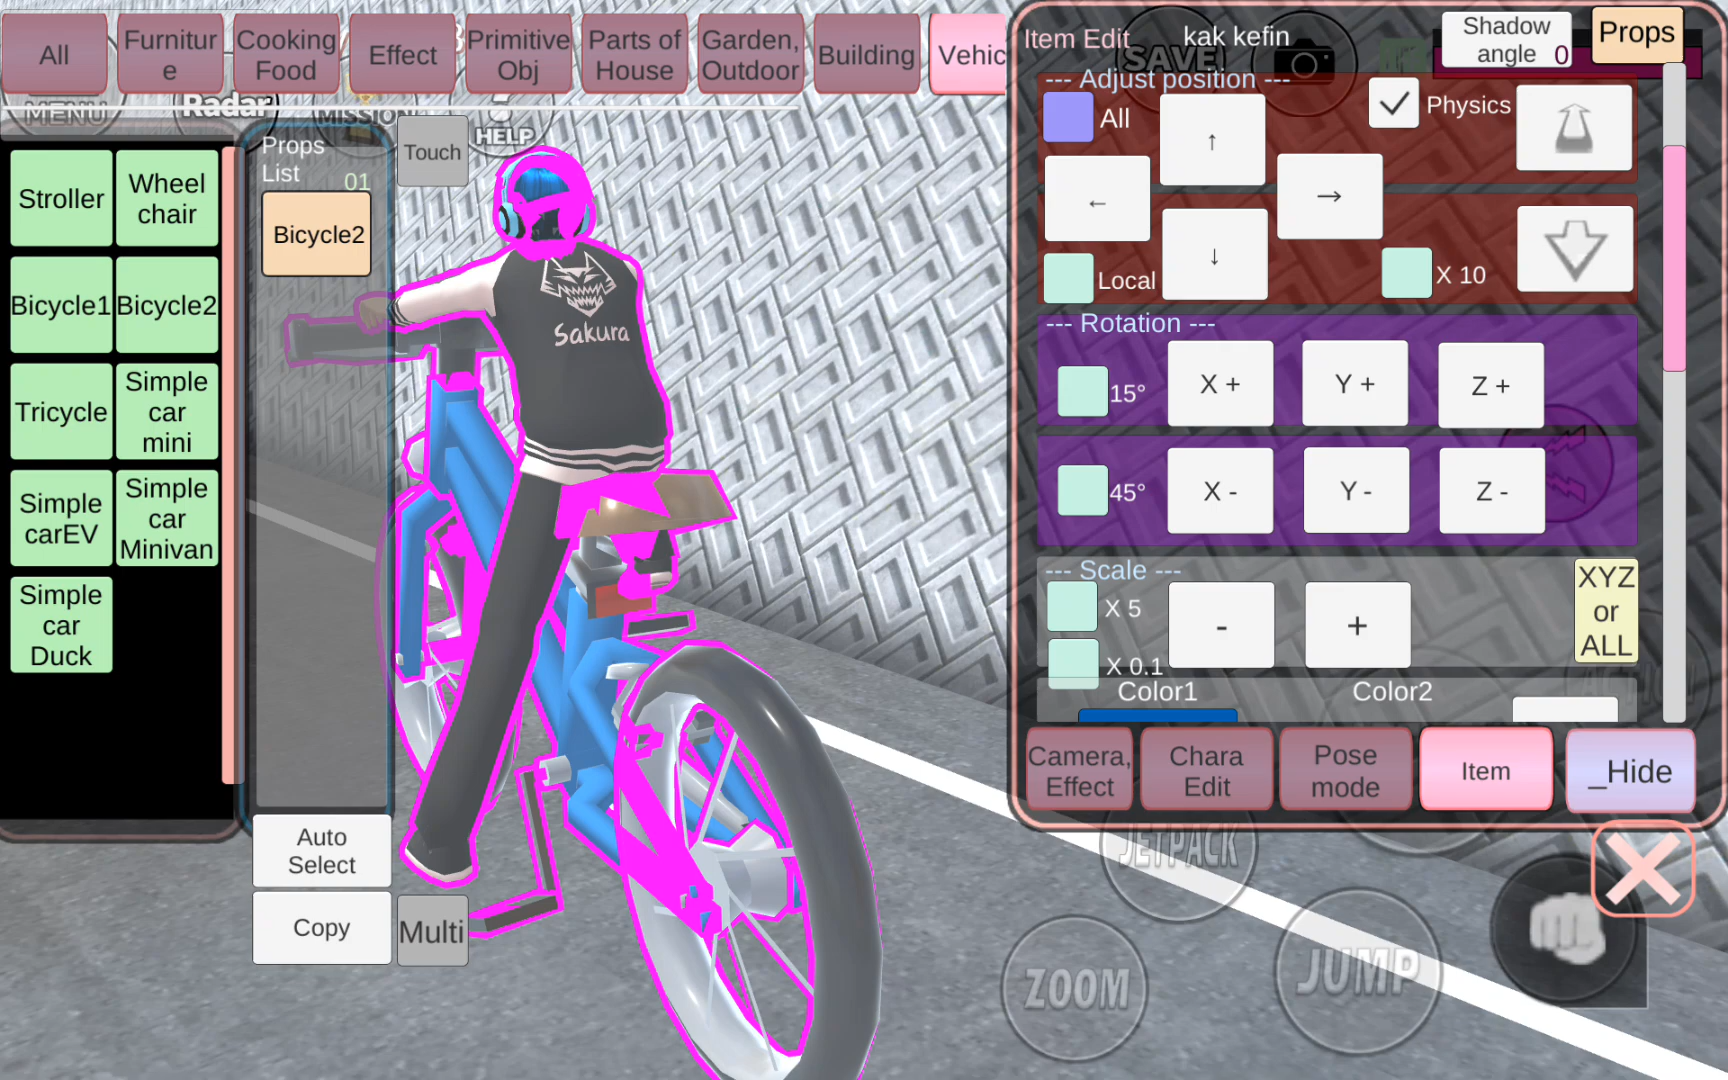 All
Furnitur
e
Cooking
Food
Effect
Primitive
Obj
Parts of
House
Garden,
Outdoor
Building
Vehic
MENU
Radar
MISSION
HELP
Stroller
Wheel
chair
Bicycle1
Bicycle2
Tricycle
Simple
car
mini
Simple
carEV
Simple
car
Minivan
Simple
car
Duck
Props
List
01
Bicycle2
Touch
Auto
Select
Copy
Multi
Sakura
Item Edit
SAVE
kak kefin
Shadow
angle
0
Props
--- Adjust position ---
All
↑
Physics
←
→
↓
Local
X 10
--- Rotation ---
15°
X +
Y +
Z +
45°
X -
Y -
Z -
--- Scale ---
X 5
-
+
X 0.1
XYZ
or
ALL
Color1
Color2
Camera,
Effect
Chara
Edit
Pose
mode
Item
_Hide
JETPACK
ZOOM
JUMP